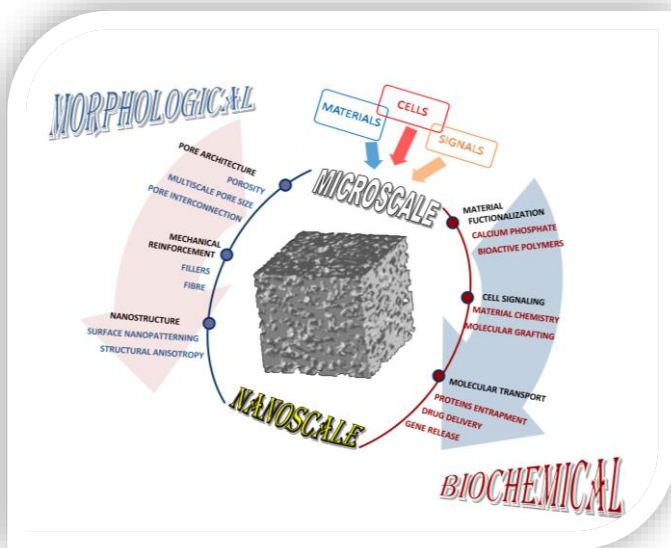 MORPHOLOGICAL
MATERIALS
CELLS
SIGNALS
PORE ARCHITECTURE
POROSITY
MULTISCALE PORE SIZE
PORE INTERCONNECTION
MECHANICAL
REINFORCEMENT
FILLERS
FIBRE
NANOSTRUCTURE
SURFACE NANOPATTERNING
STRUCTURAL ANISOTROPY
MICROSCALE
NANOSCALE
MATERIAL
FUCTIONALIZATION
CALCIUM PHOSPHATE
BIOACTIVE POLYMERS
CELL SIGNALING
MATERIAL CHEMISTRY
MOLECULAR GRAFTING
MOLECULAR TRANSPORT
PROTEINS ENTRAPMENT
DRUG DELIVERY
GENE RELEASE
BIOCHEMICAL